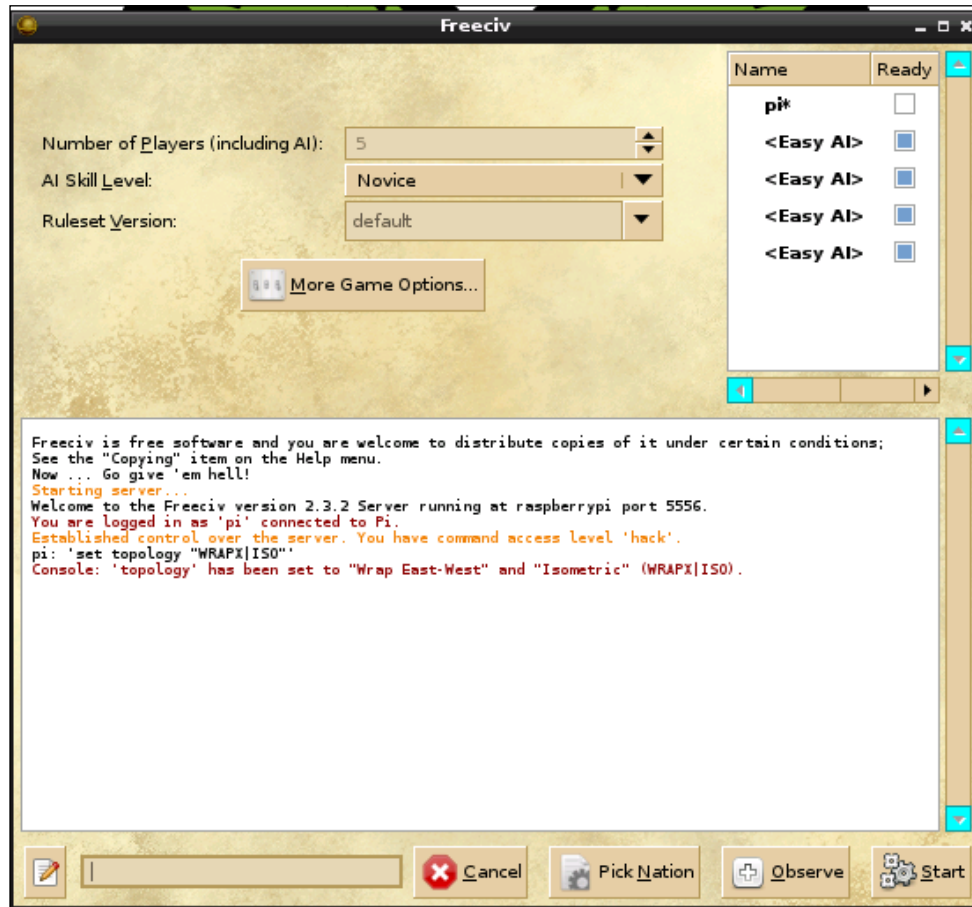 Freeciv
Name Ready
pi*
Number of Players (including AI): 5
<Easy AI>
AI Skill Level: Novice
<Easy AI>
Ruleset Version: default
<Easy AI>
<Easy AI>
More Game Options...
Freeciv is free software and you are welcome to distribute copies of it under certain conditions;
See the "Copying" item on the Help menu.
Now ... Go give 'em hell!
Starting server...
Welcome to the Freeciv version 2.3.2 Server running at raspberrypi port 5556.
You are logged in as 'pi' connected to Pi.
Established control over the server. You have command access level 'hack'.
pi: 'set topology "WRAPX|ISO"'
Console: 'topology' has been set to "Wrap East-West" and "Isometric" (WRAPX|ISO).
Cancel Pick Nation Observe Start